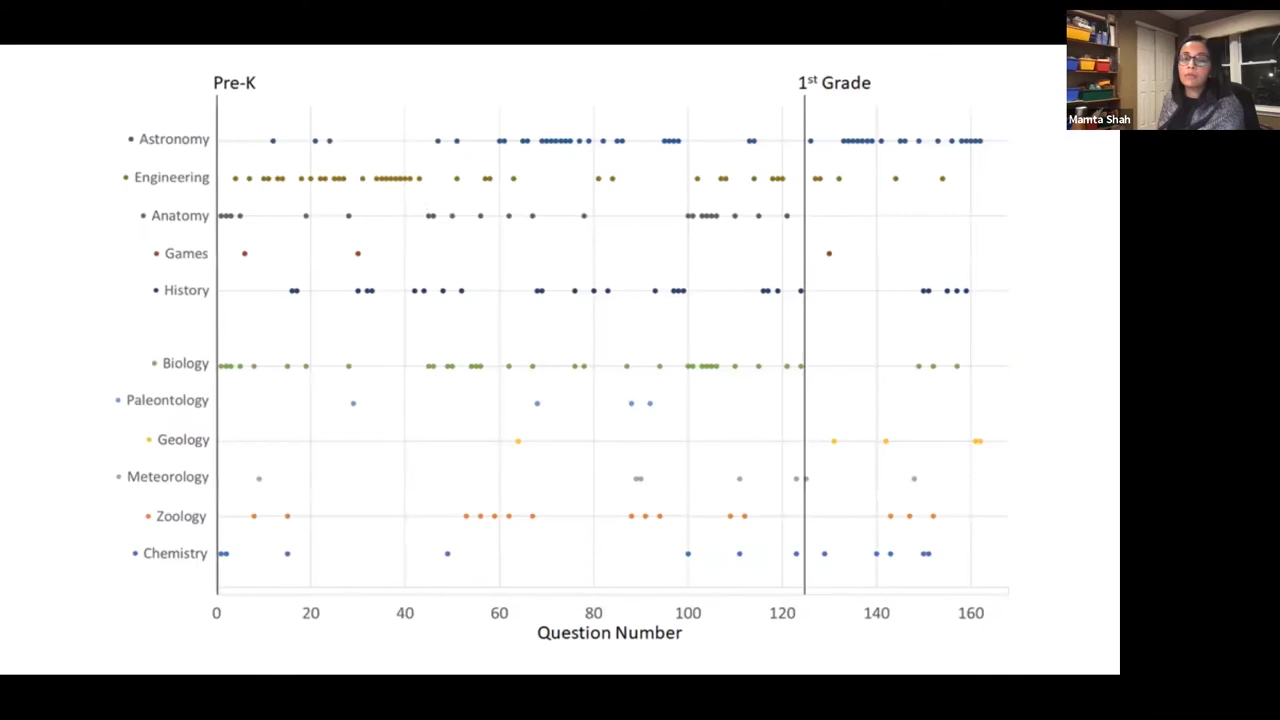 Pre-K
1st Grade
Mamta Shah
Astronomy
Engineering
Anatomy
Games
History
Biology
Paleontology
Geology
Meteorology
Zoology
Chemistry
0 20 40 60 80 100 120 140 160
Question Number